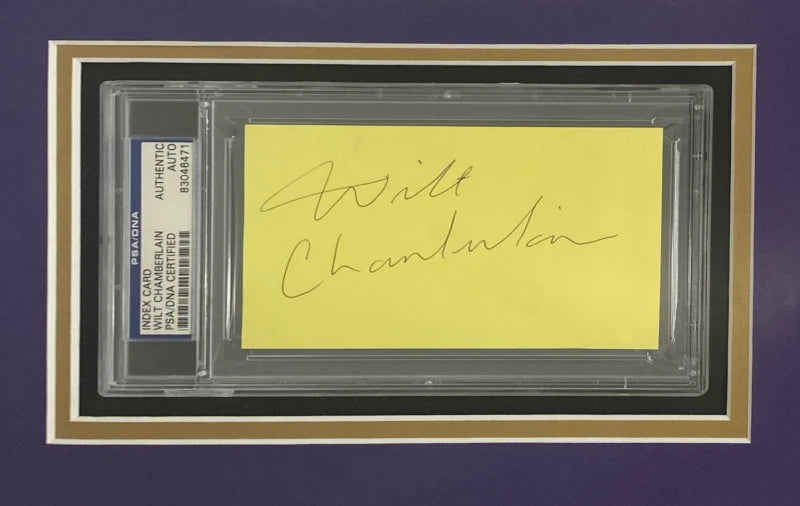 PSA/DNA
INDEX CARD
WILT CHAMBERLAIN
PSA/DNA CERTIFIED
AUTHENTIC
AUTO
83046471
Wilt
Chamberlain